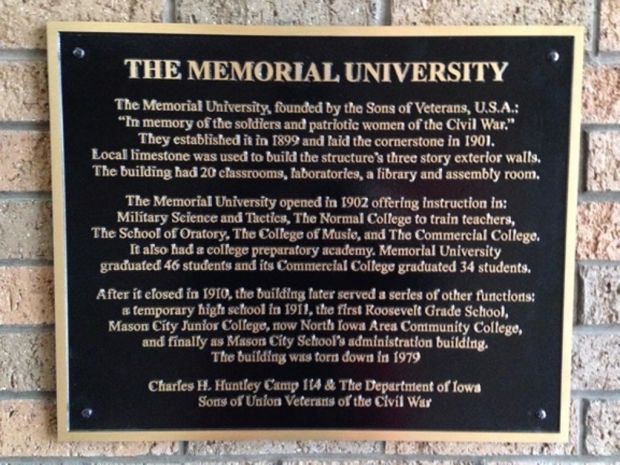 THE MEMORIAL UNIVERSITY
The Memorial University, founded by the Sons of Veterans, U.S.A.:
"In memory of the soldiers and patriotic women of the Civil War."
They established it in 1899 and laid the cornerstone in 1901.
Local limestone was used to build the structure's three story exterior walls.
The building had 20 classrooms, laboratories, a library and assembly room.
The Memorial University opened in 1902 offering instruction in:
Military Science and Tactics, The Normal College to train teachers,
The School of Oratory, The College of Music, and The Commercial College.
It also had a college preparatory academy. Memorial University
graduated 46 students and its Commercial College graduated 34 students.
After it closed in 1910, the building later served a series of other functions:
a temporary high school in 1911, the first Roosevelt Grade School,
Mason City Junior College, now North Iowa Area Community College,
and finally as Mason City School's administration building.
The building was torn down in 1979
Charles H. Huntley Camp 114 & The Department of Iowa
Sons of Union Veterans of the Civil War